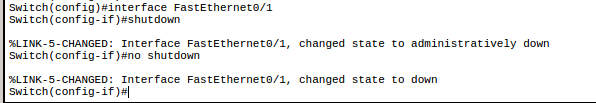 Switch(config)#interface FastEthernet0/1
Switch(config-if)#shutdown
%LINK-5-CHANGED: Interface FastEthernet0/1, changed state to administratively down
Switch(config-if)#no shutdown
%LINK-5-CHANGED: Interface FastEthernet0/1, changed state to down
Switch(config-if)#